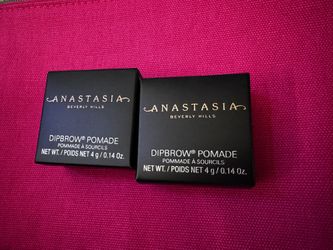 ANASTASIA
BEVERLY HILLS
DIPBROW® POMADE
POMMADE À SOURCILS
NET WT. / POIDS NET 4 g / 0.14 Oz.
ANASTASIA
BEVERLY HILLS
DIPBROW® POMADE
POMMADE À SOURCILS
NET WT. / POIDS NET 4 g / 0.14 Oz.